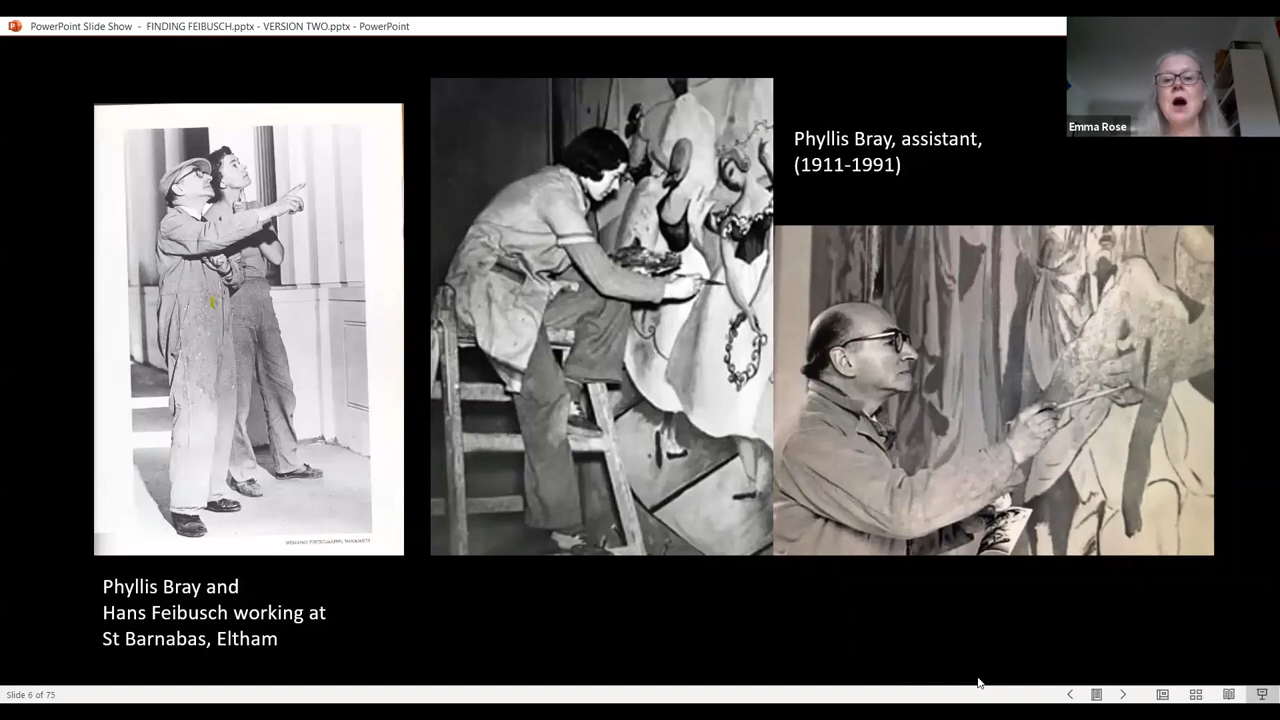 PowerPoint Slide Show - FINDING FEIBUSCH.pptx - VERSION TWO.pptx - PowerPoint
Emma Rose
Phyllis Bray, assistant,
(1911-1991)
Phyllis Bray and
Hans Feibusch working at
St Barnabas, Eltham
Slide 6 of 75